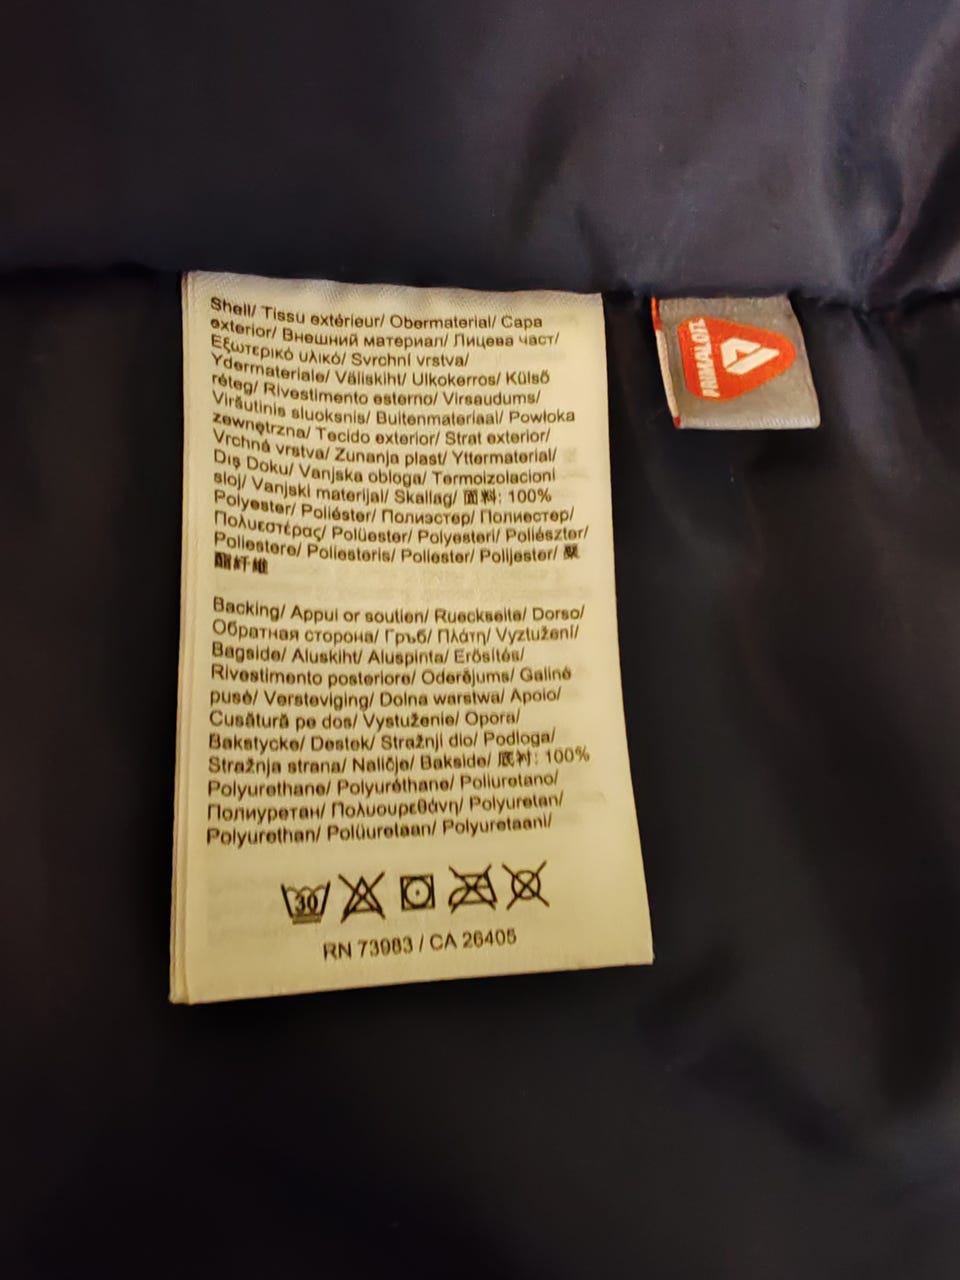 Shell/ Tissu extérieur/ Obermaterial/ Capa
exterior/ Внешний материал/ Лицева част/
Εξωτερικό υλικό/ Svrchní vrstva/
Ydermateriale/ Väliskiht/ Ulkokerros/ Külső
réteg/ Rivestimento esterno/ Virsaudums/
Viršutinis sluoksnis/ Buitenmateriaal/ Powłoka
zewnętrzna/ Tecido exterior/ Strat exterior/
Vrchná vrstva/ Zunanja plast/ Yttermaterial/
Dış Doku/ Vanjska obloga/ Termoizolacioni
sloj/ Vanjski materijal/ Skallag/ 面料: 100%
Polyester/ Poliéster/ Полиэстер/ Полиестер/
Πολυεστέρας/ Polüester/ Polyesteri/ Poliészter/
Poliestere/ Poliesteris/ Poliester/ Polijester/ 聚
酯纤维
Backing/ Appui or soutien/ Rueckseite/ Dorso/
Обратная сторона/ Гръб/ Πλάτη/ Vyztužení/
Bagside/ Aluskiht/ Aluspinta/ Erősítés/
Rivestimento posteriore/ Oderējums/ Galinė
pusė/ Versteviging/ Dolna warstwa/ Apoio/
Cusătură pe dos/ Vystuženie/ Opora/
Bakstycke/ Destek/ Stražnji dio/ Podloga/
Stražnja strana/ Naličje/ Bakside/ 底衬: 100%
Polyurethane/ Polyuréthane/ Poliuretano/
Полиуретан/ Πολυουρεθάνη/ Polyuretan/
Polyurethan/ Polüuretaan/ Polyuretaani/
30
RN 73983 / CA 26405
PRIMALOFT